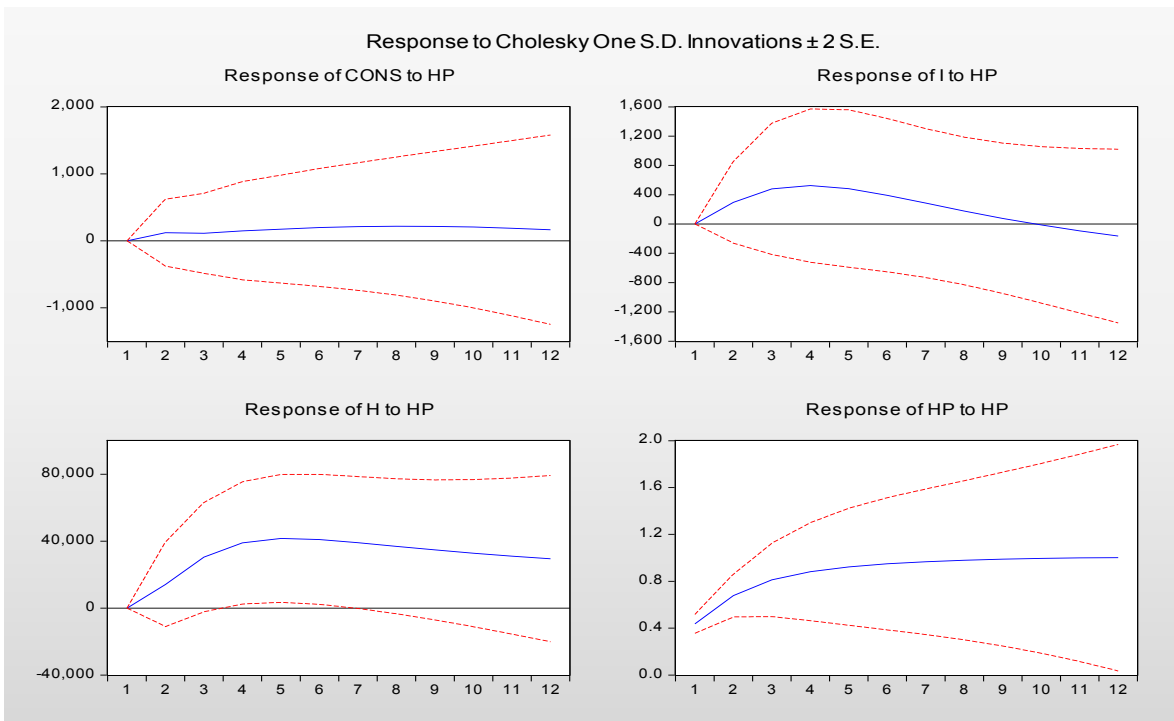 Response to Cholesky One S.D. Innovations ± 2 S.E.
Response of CONS to HP
2,000
1,000
0
-1,000
1 2 3 4 5 6 7 8 9 10 11 12
Response of I to HP
1,600
1,200
800
400
0
-400
-800
-1,200
-1,600
1 2 3 4 5 6 7 8 9 10 11 12
Response of H to HP
80,000
40,000
0
-40,000
1 2 3 4 5 6 7 8 9 10 11 12
Response of HP to HP
2.0
1.6
1.2
0.8
0.4
0.0
1 2 3 4 5 6 7 8 9 10 11 12